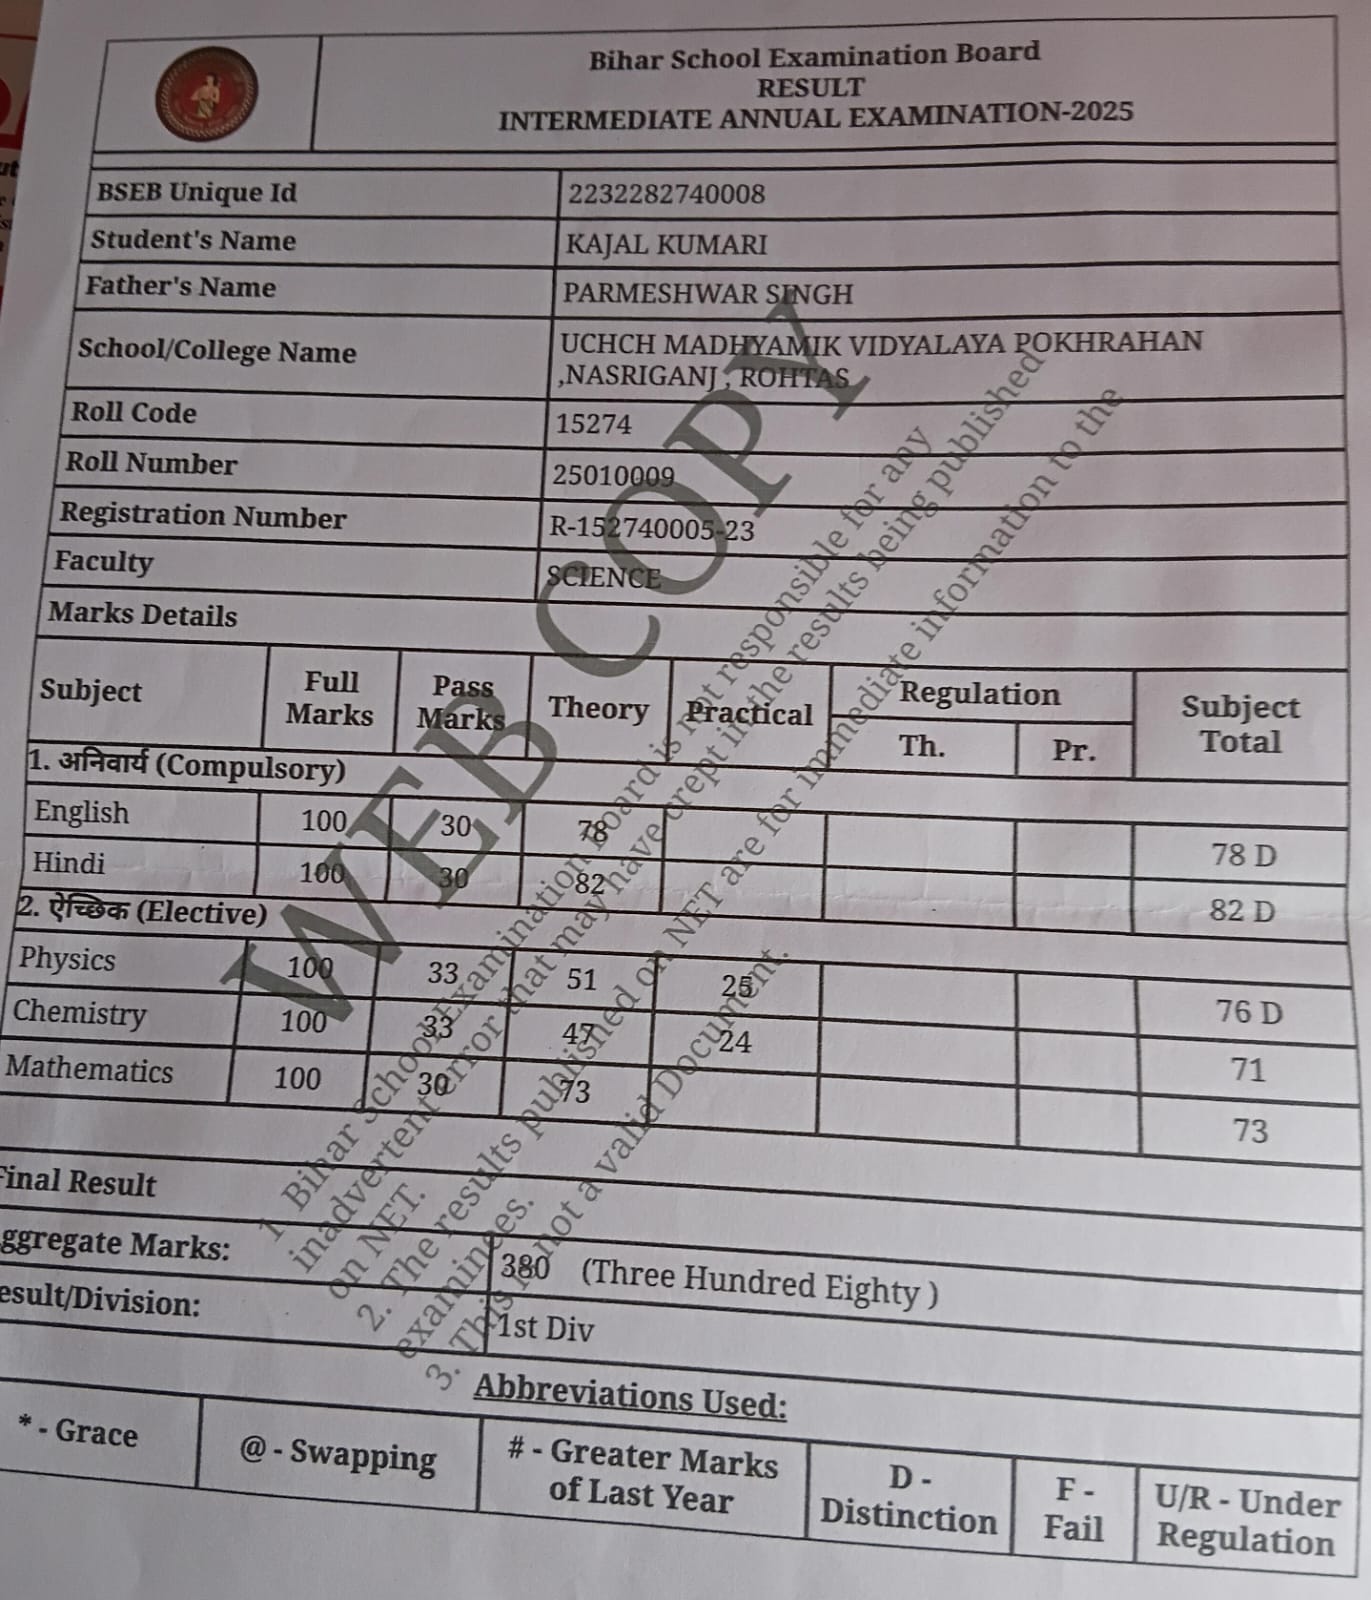 Bihar School Examination Board
RESULT
INTERMEDIATE ANNUAL EXAMINATION-2025
BSEB Unique Id 2232282740008
Student's Name KAJAL KUMARI
Father's Name PARMESHWAR SINGH
School/College Name UCHCH MADHYAMIK VIDYALAYA POKHRAHAN
,NASRIGANJ , ROHTAS
Roll Code 15274
Roll Number 25010009
Registration Number R-152740005-23
Faculty SCIENCE
Marks Details
Subject Full Marks Pass Marks Theory Practical Regulation Th. Pr. Subject Total
1. अनिवार्य (Compulsory)
English 100 30 78 78 D
Hindi 100 30 82 82 D
2. ऐच्छिक (Elective)
Physics 100 33 51 25 76 D
Chemistry 100 33 47 24 71
Mathematics 100 30 73 73
Final Result
ggregate Marks: 380 (Three Hundred Eighty )
esult/Division: 1st Div
Abbreviations Used:
* - Grace @ - Swapping # - Greater Marks of Last Year D - Distinction F - Fail U/R - Under Regulation
WEB COPY
1. Bihar School Examination Board is not responsible for any
inadvertent error that may have crept in the results being published
on NET.
2. The results published on NET are for immediate information to the
examinees.
3. This is not a valid Document.